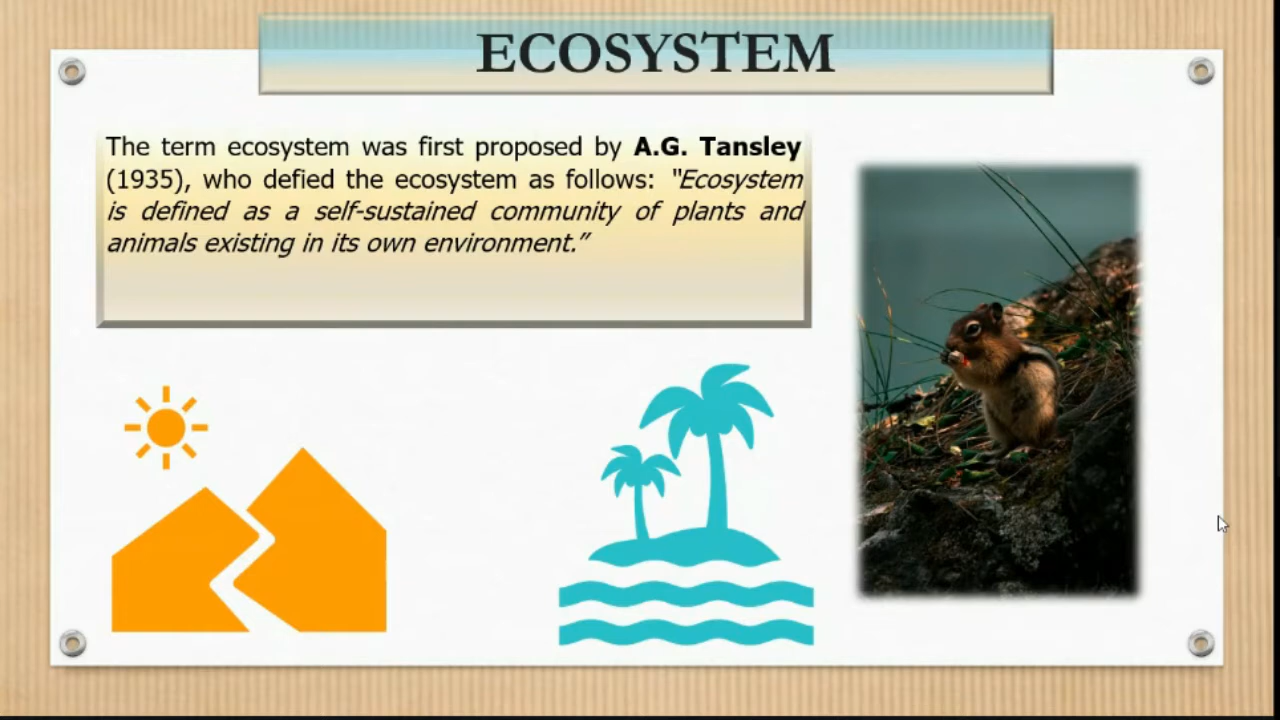 ECOSYSTEM
The term ecosystem was first proposed by A.G. Tansley
(1935), who defied the ecosystem as follows: "Ecosystem
is defined as a self-sustained community of plants and
animals existing in its own environment.”